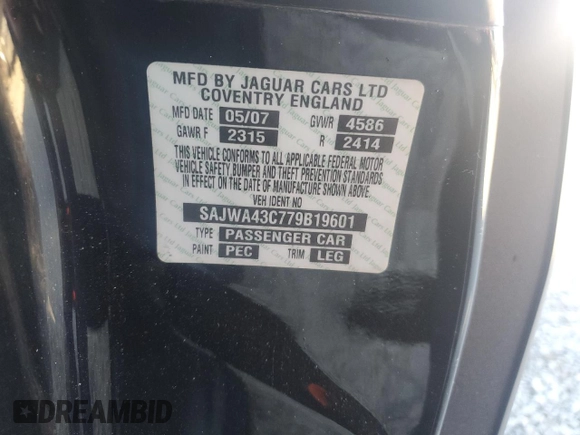 MFD BY JAGUAR CARS LTD
COVENTRY ENGLAND
MFD DATE 05/07 GVWR 4586
GAWR F 2315 R 2414
THIS VEHICLE CONFORMS TO ALL APPLICABLE FEDERAL MOTOR
VEHICLE SAFETY BUMPER AND THEFT PREVENTION STANDARDS
IN EFFECT ON THE DATE OF MANUFACTURE SHOWN ABOVE.
VEH IDENT NO
SAJWA43C779B19601
TYPE PASSENGER CAR
PAINT PEC TRIM LEG
DREAMBID